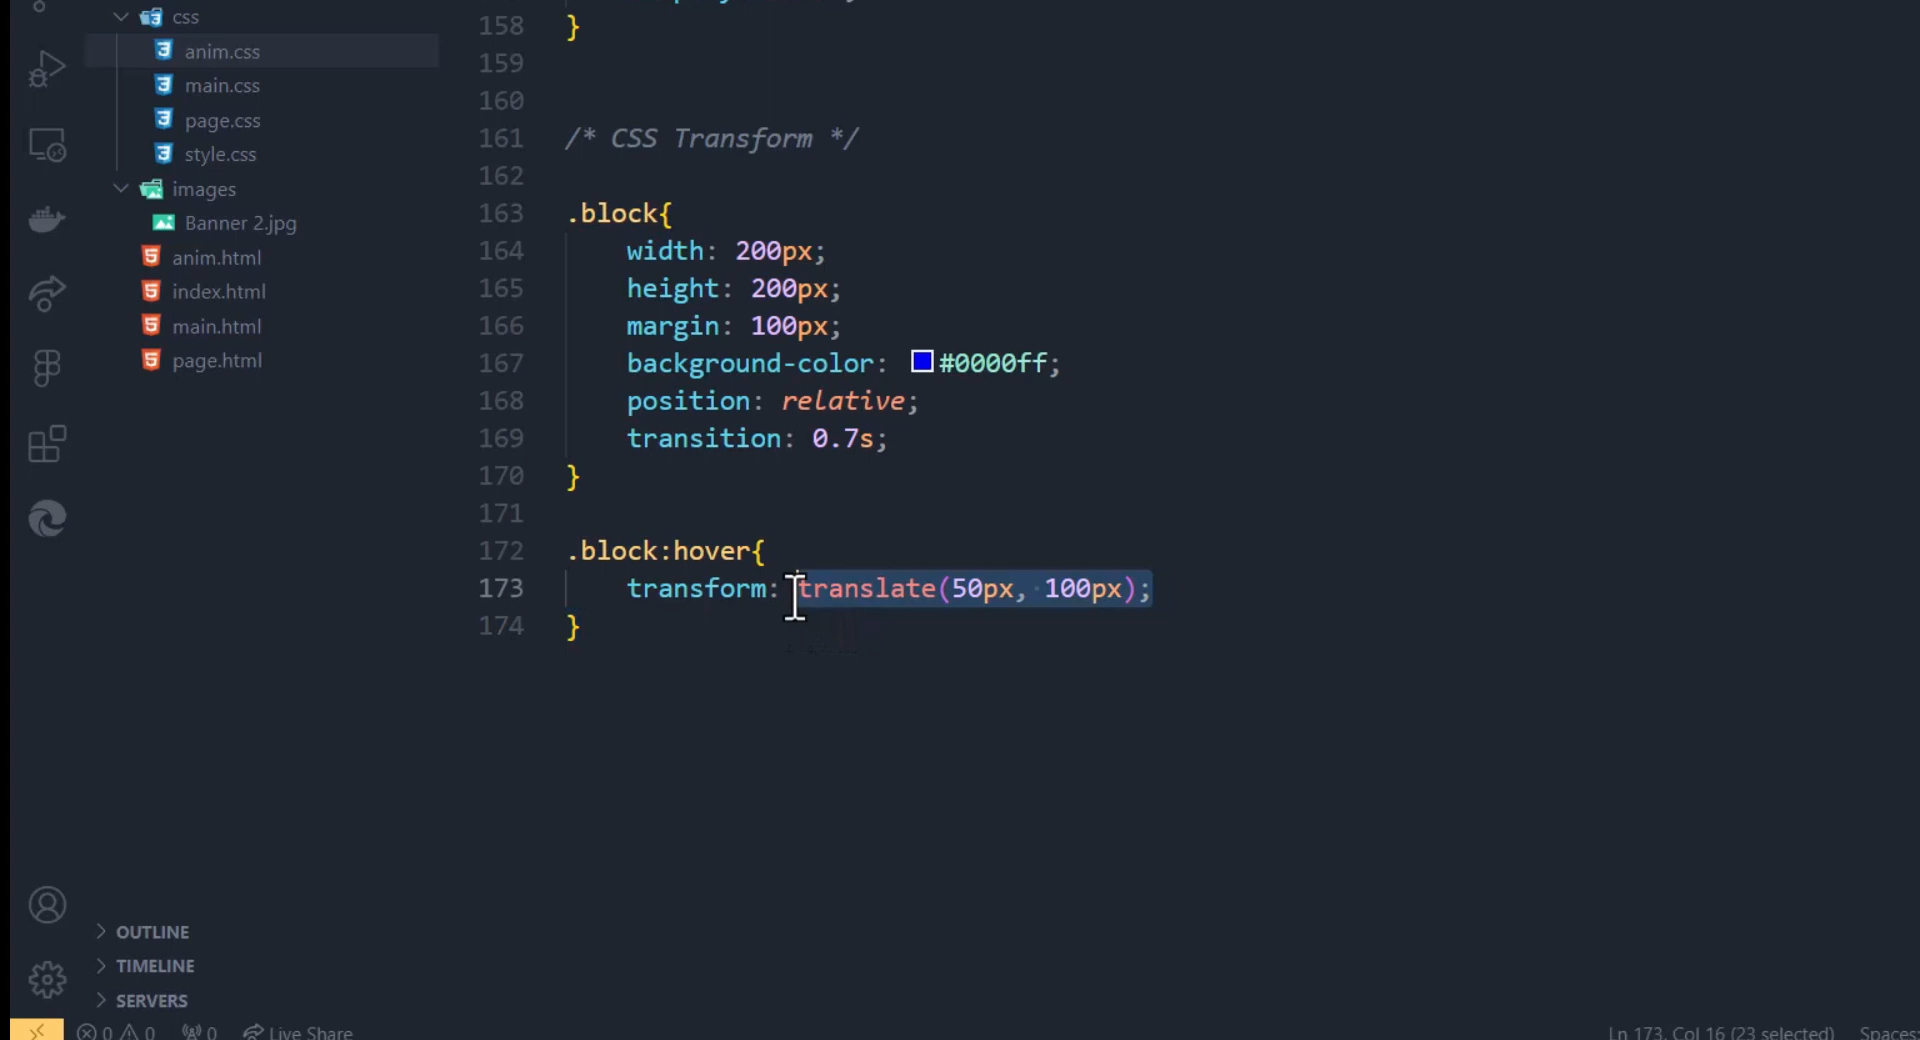 css
anim.css
main.css
page.css
style.css
images
Banner 2.jpg
anim.html
index.html
main.html
page.html
OUTLINE
TIMELINE
SERVERS
158 }
159
160
161 /* CSS Transform */
162
163 .block{
164 width: 200px;
165 height: 200px;
166 margin: 100px;
167 background-color: #0000ff;
168 position: relative;
169 transition: 0.7s;
170 }
171
172 .block:hover{
173 transform: translate(50px, 100px);
174 }
0 0 0 Live Share
Ln 173, Col 16 (23 selected) Spaces: